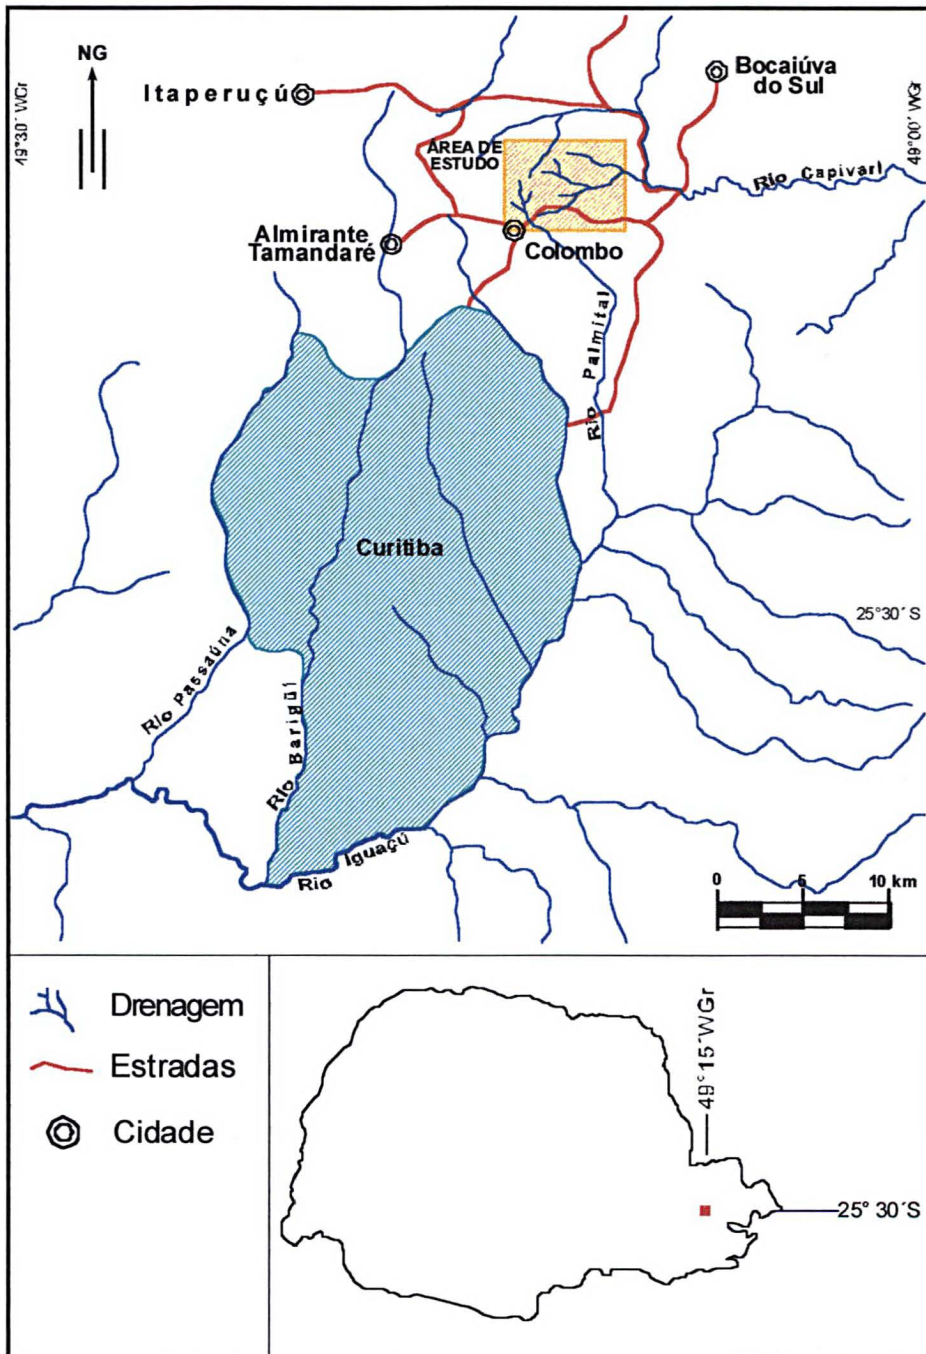 NG
49°30´ WGr
Itaperuçú
Bocaiúva
do Sul
49°00´ WGr
ÁREA DE
ESTUDO
Rio Capivari
Almirante
Tamandaré
Colombo
Rio Palmital
Curitiba
25°30´S
Rio Passaúna
Rio Barigüi
Rio Iguaçú
0 5 10 km
Drenagem
Estradas
Cidade
49°15´WGr
25° 30´S